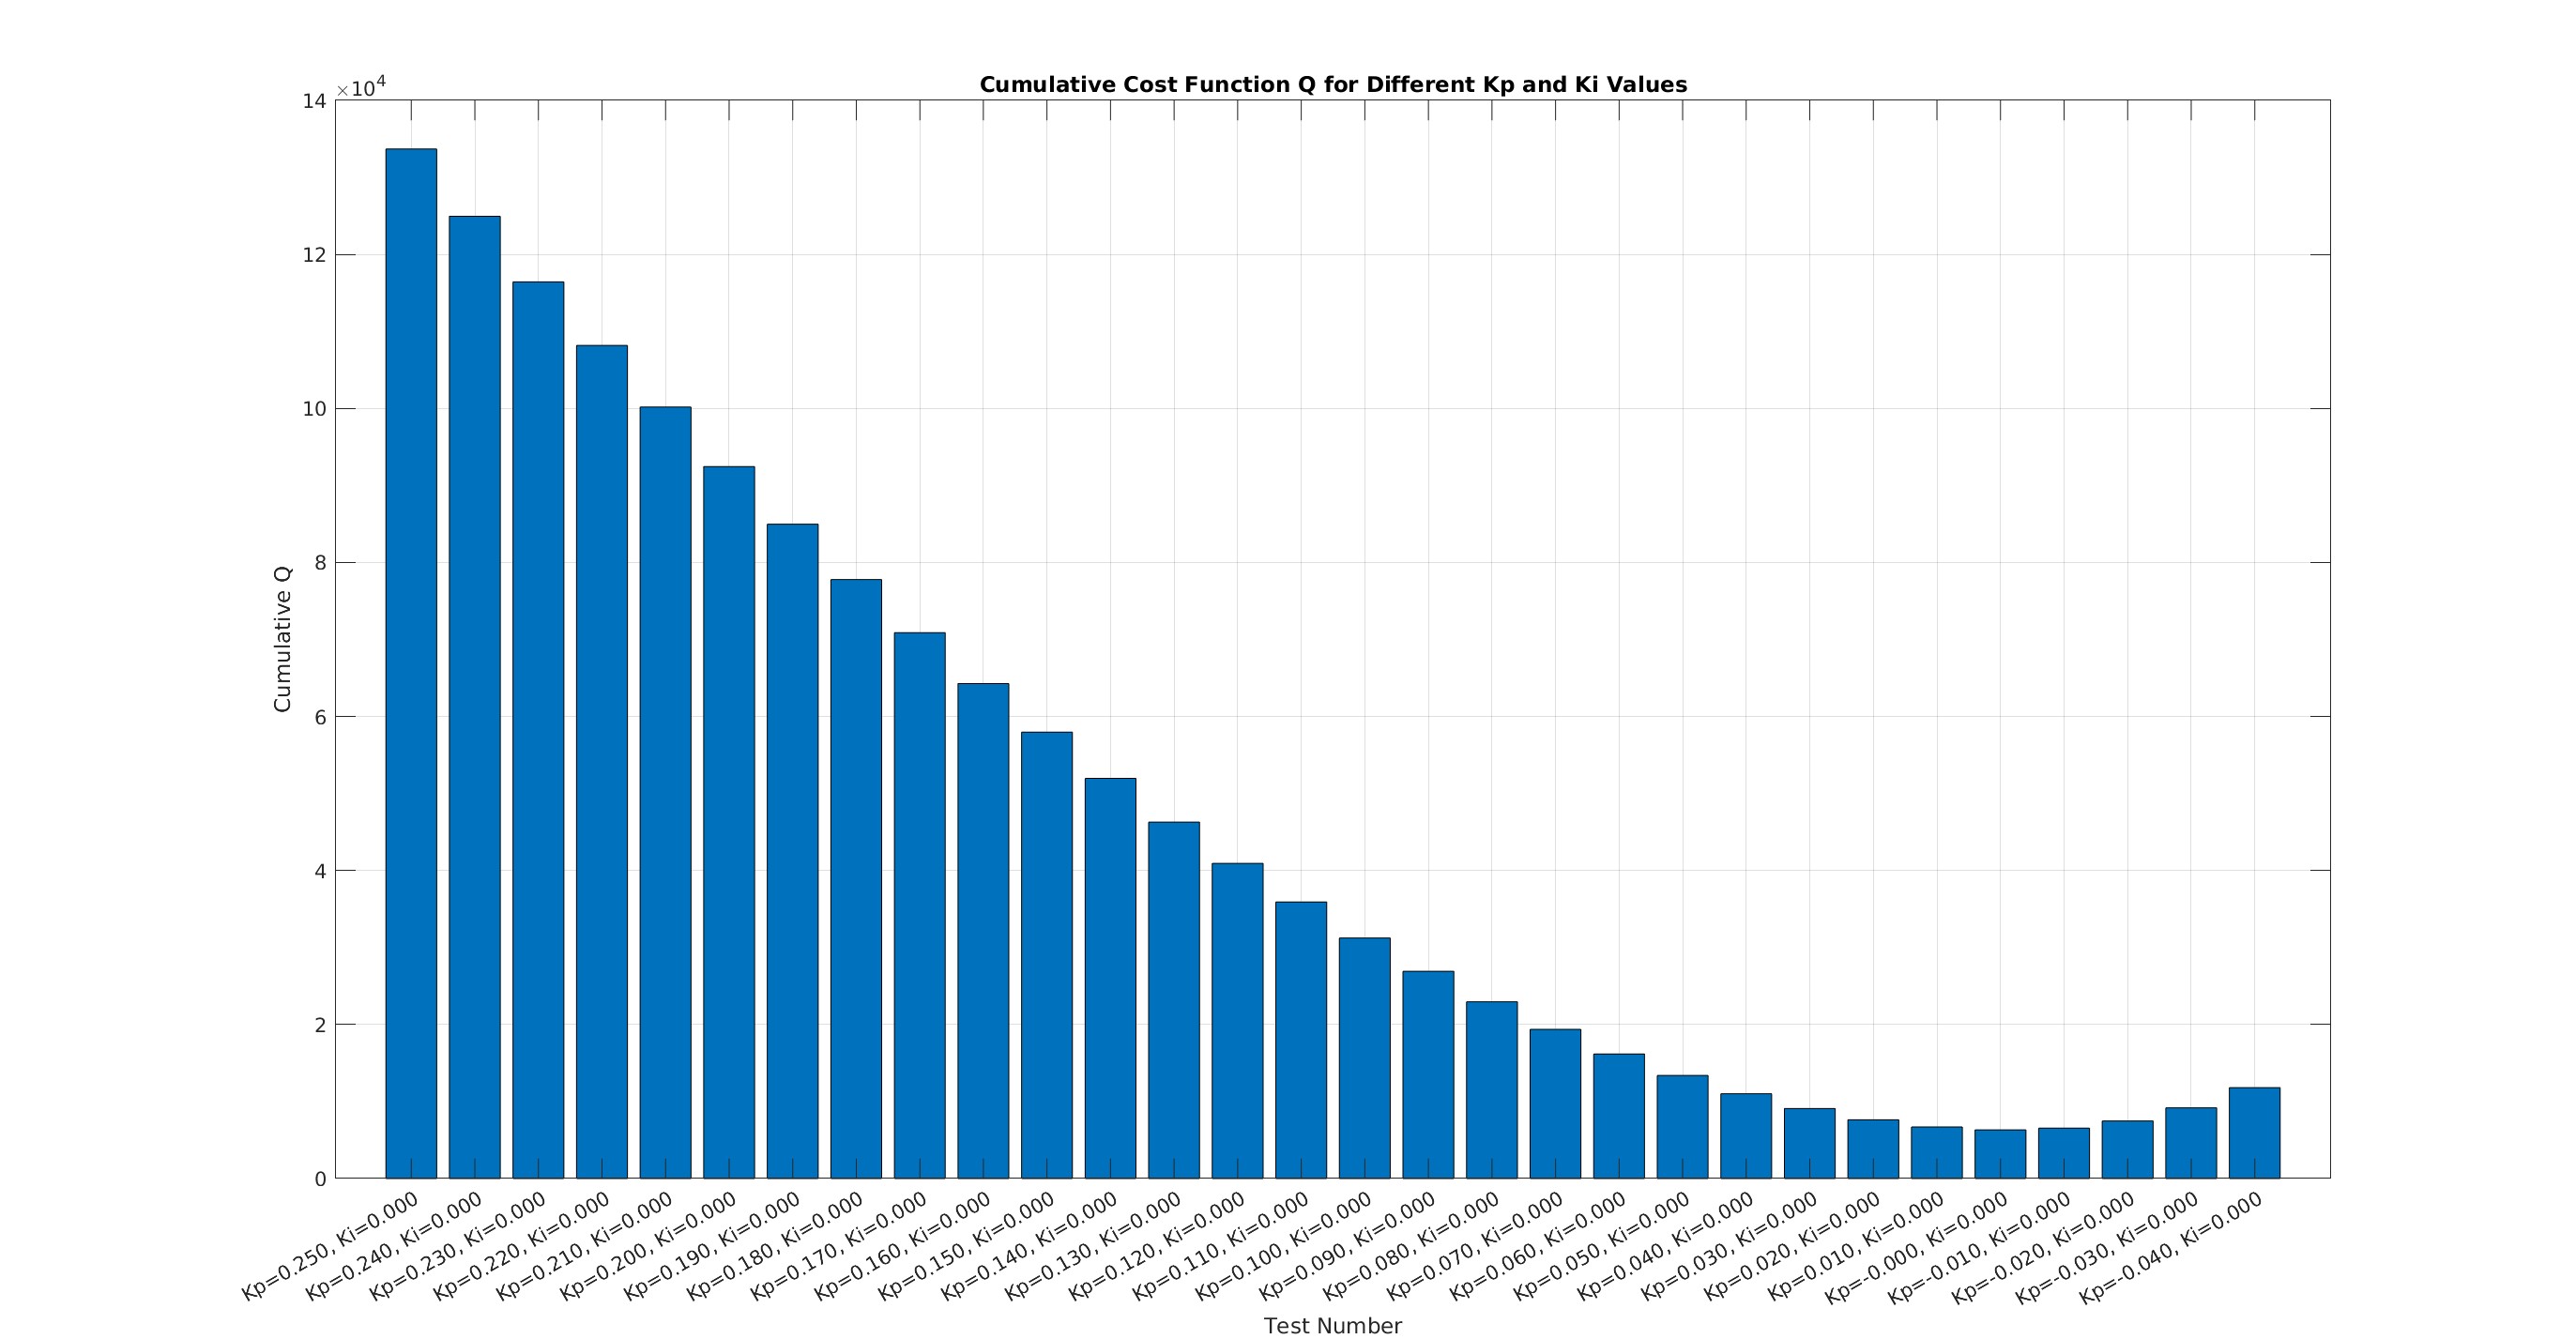 Cumulative Cost Function Q for Different Kp and Ki Values
×10^4
14
12
10
8
6
4
2
0
Cumulative Q
Kp=0.250, Ki=0.000
Kp=0.240, Ki=0.000
Kp=0.230, Ki=0.000
Kp=0.220, Ki=0.000
Kp=0.210, Ki=0.000
Kp=0.200, Ki=0.000
Kp=0.190, Ki=0.000
Kp=0.180, Ki=0.000
Kp=0.170, Ki=0.000
Kp=0.160, Ki=0.000
Kp=0.150, Ki=0.000
Kp=0.140, Ki=0.000
Kp=0.130, Ki=0.000
Kp=0.120, Ki=0.000
Kp=0.110, Ki=0.000
Kp=0.100, Ki=0.000
Kp=0.090, Ki=0.000
Kp=0.080, Ki=0.000
Kp=0.070, Ki=0.000
Kp=0.060, Ki=0.000
Kp=0.050, Ki=0.000
Kp=0.040, Ki=0.000
Kp=0.030, Ki=0.000
Kp=0.020, Ki=0.000
Kp=0.010, Ki=0.000
Kp=-0.000, Ki=0.000
Kp=-0.010, Ki=0.000
Kp=-0.020, Ki=0.000
Kp=-0.030, Ki=0.000
Kp=-0.040, Ki=0.000
Test Number